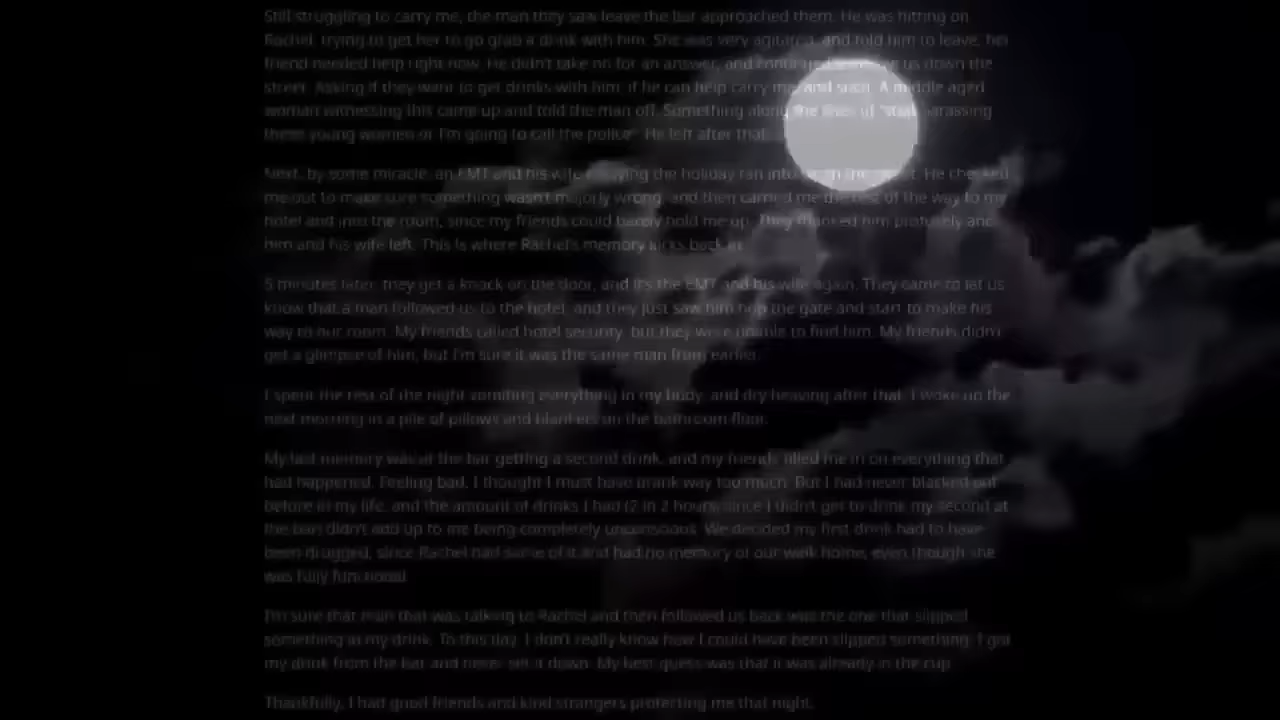 Still struggling to carry me, the man they saw leave the bar approached them. He was hitting on
Rachel, trying to get her to go grab a drink with him. She was very agitated, and told him to leave, her
friend needed help right now. He didn't take no for an answer, and continued following us down the
street. Asking if they want to get drinks with him, if he can help carry me, and such. A middle aged
woman witnessing this came up and told the man off. Something along the lines of "stop harassing
these young women or I'm going to call the police". He left after that.
Next, by some miracle, an EMT and his wife enjoying the holiday ran into us on the street. He checked
me out to make sure something wasn't majorly wrong, and then carried me the rest of the way to my
hotel and into the room, since my friends could barely hold me up. They thanked him profusely and
him and his wife left. This is where Rachel's memory kicks back in.
5 minutes later, they get a knock on the door, and it's the EMT and his wife again. They came to let us
know that a man followed us to the hotel, and they just saw him hop the gate and start to make his
way to our room. My friends called hotel security, but they were unable to find him. My friends didn't
get a glimpse of him, but I'm sure it was the same man from earlier.
I spent the rest of the night vomiting everything in my body, and dry heaving after that. I woke up the
next morning in a pile of pillows and blankets on the bathroom floor.
My last memory was at the bar getting a second drink, and my friends filled me in on everything that
had happened. Feeling bad, I thought I must have drank way too much. But I had never blacked out
before in my life, and the amount of drinks I had (2 in 2 hours, since I didn't get to drink my second at
the bar) didn't add up to me being completely unconscious. We decided my first drink had to have
been drugged, since Rachel had some of it and had no memory of our walk home, even though she
was fully functional.
I'm sure that man that was talking to Rachel and then followed us back was the one that slipped
something in my drink. To this day, I don't really know how I could have been slipped something. I got
my drink from the bar and never set it down. My best guess was that it was already in the cup.
Thankfully, I had good friends and kind strangers protecting me that night.